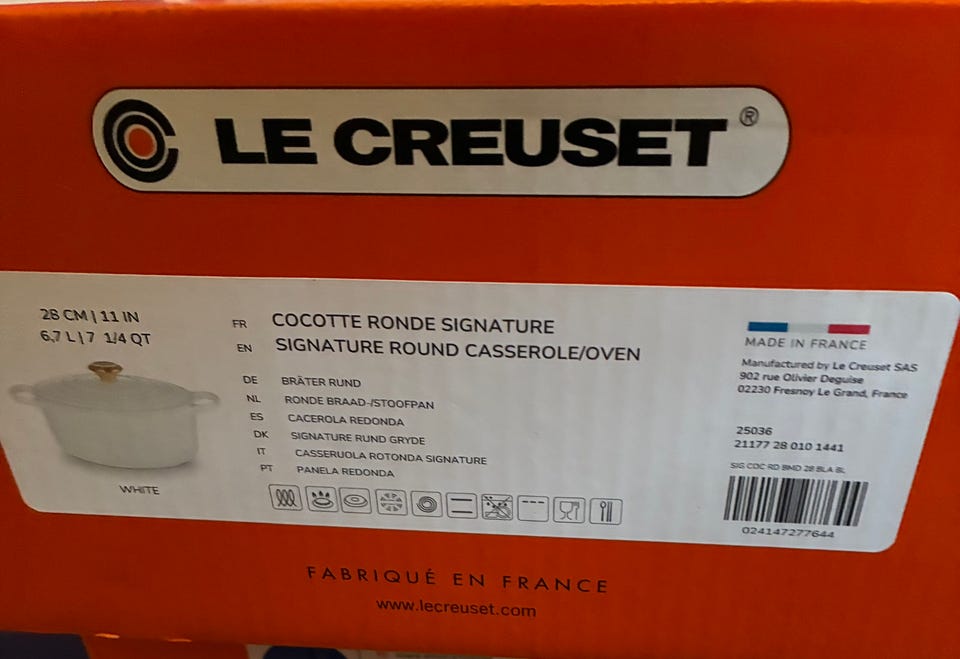 LE CREUSET ®
28 CM | 11 IN
6,7 L | 7 1/4 QT
WHITE
FR COCOTTE RONDE SIGNATURE
EN SIGNATURE ROUND CASSEROLE/OVEN
DE BRÄTER RUND
NL RONDE BRAAD-/STOOFPAN
ES CACEROLA REDONDA
DK SIGNATURE RUND GRYDE
IT CASSERUOLA ROTONDA SIGNATURE
PT PANELA REDONDA
MADE IN FRANCE
Manufactured by Le Creuset SAS
902 rue Olivier Deguise
02230 Fresnoy Le Grand, France
25036
21177 28 010 1441
SIG COC RD BMD 28 BLA BL
024147277644
FABRIQUÉ EN FRANCE
www.lecreuset.com